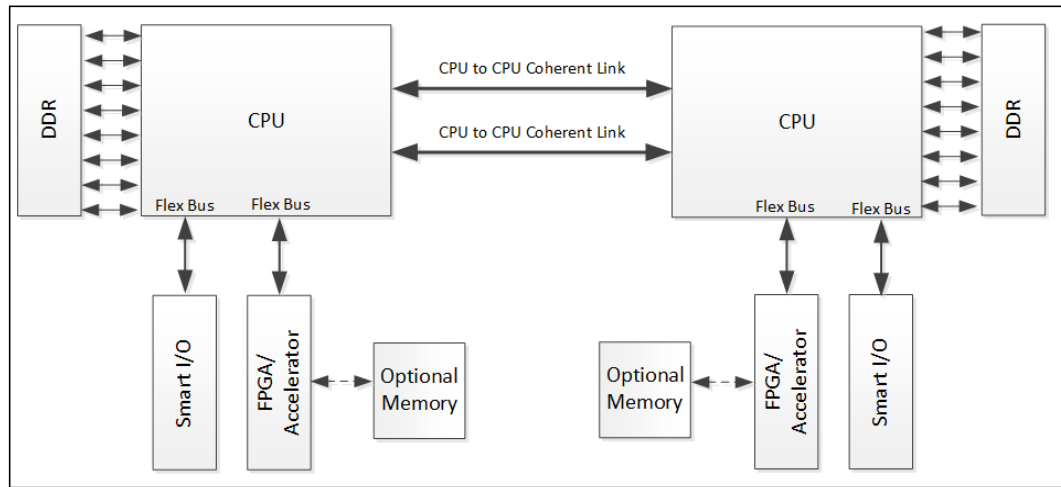 CPU to CPU Coherent Link
DDR
CPU
CPU
DDR
CPU to CPU Coherent Link
Flex Bus
Flex Bus
Flex Bus
Flex Bus
Smart I/O
FPGA/
Accelerator
Optional
Memory
Optional
Memory
FPGA/
Accelerator
Smart I/O